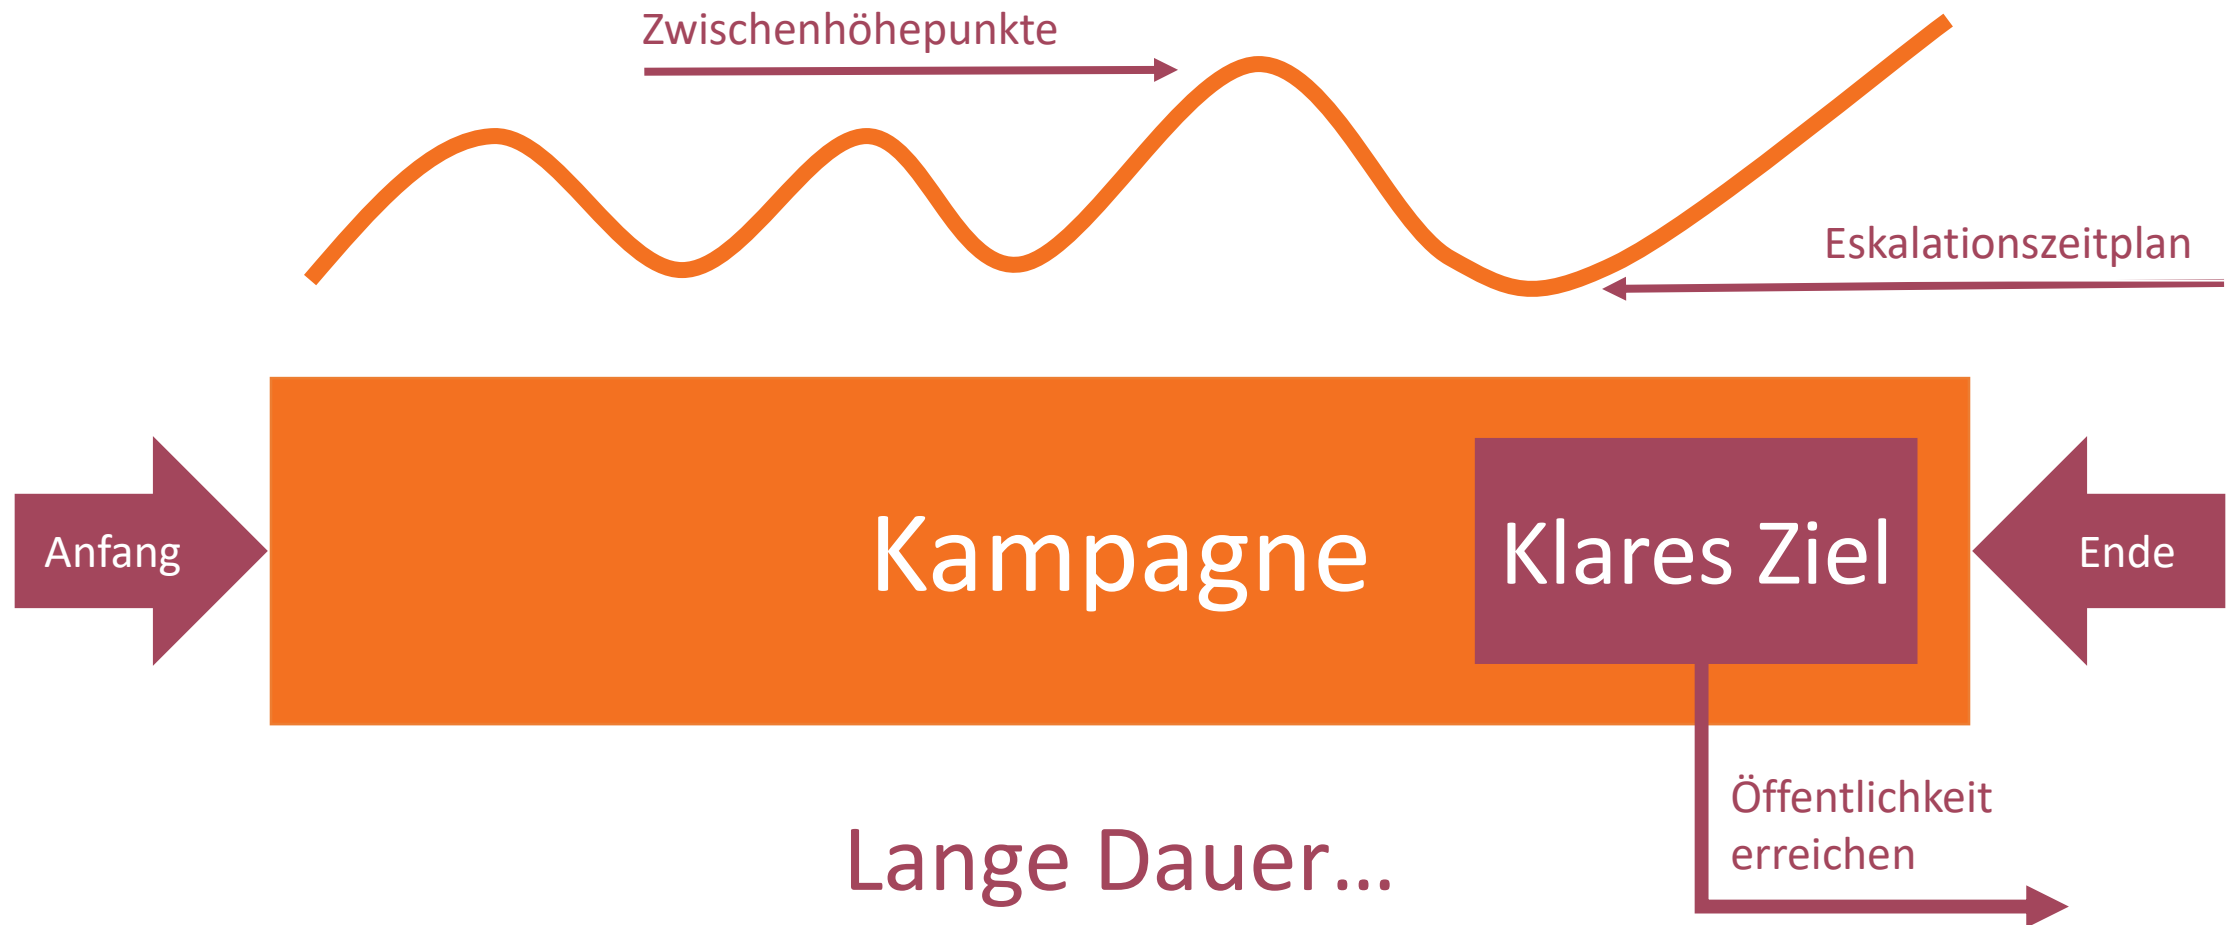 Zwischenhöhepunkte
Eskalationszeitplan
Anfang
Kampagne
Klares Ziel
Ende
Öffentlichkeit
erreichen
Lange Dauer...